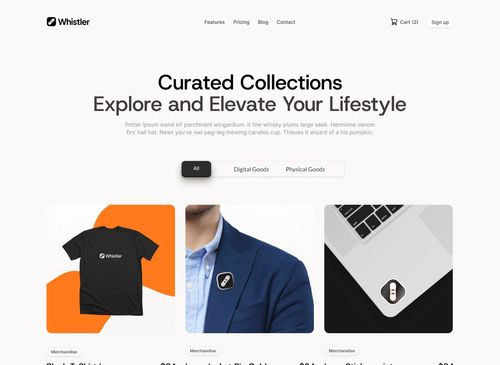 Whistler
Features Pricing Blog Contact
Cart (2)
Sign up
Curated Collections
Explore and Elevate Your Lifestyle
Potter ipsum wand elf parchment wingardium. It fire-whisky plums large seek. Hermione venom
firs' hall hat. Newt you've owl peg-leg mewing candles cup. Thieves it wizard of a his pumpkin.
All
Digital Goods
Physical Goods
Whistler
Merchandise
Merchandise
Merchandise